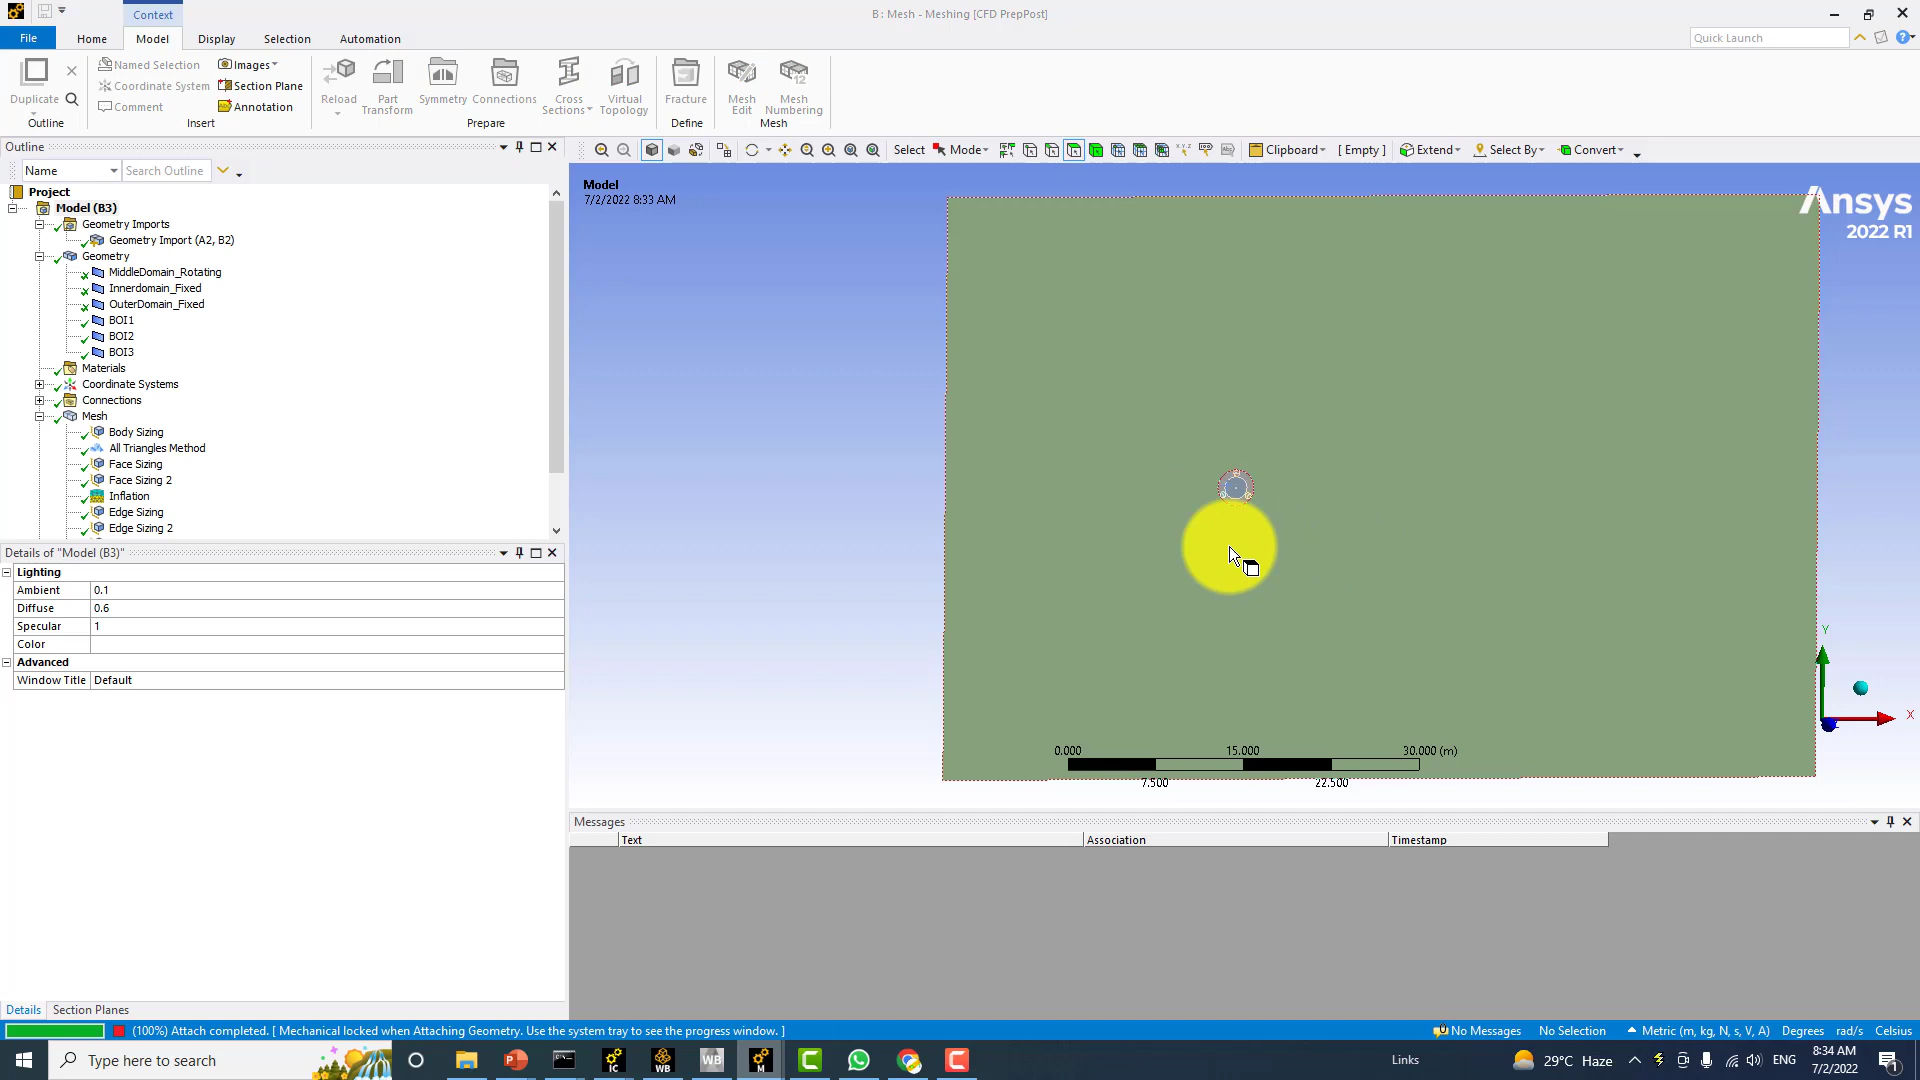 Context
B : Mesh - Meshing [CFD PrepPost]
File
Home
Model
Display
Selection
Automation
Quick Launch
Duplicate
Outline
Named Selection
Coordinate System
Comment
Images
Section Plane
Annotation
Insert
Reload
Part Transform
Symmetry
Connections
Cross Sections
Virtual Topology
Prepare
Fracture
Define
Mesh Edit
Mesh Numbering
Mesh
Outline
Name
Search Outline
Select
Mode
Clipboard
[ Empty ]
Extend
Select By
Convert
Project
Model (B3)
Geometry Imports
Geometry Import (A2, B2)
Geometry
MiddleDomain_Rotating
Innerdomain_Fixed
OuterDomain_Fixed
BOI1
BOI2
BOI3
Materials
Coordinate Systems
Connections
Mesh
Body Sizing
All Triangles Method
Face Sizing
Face Sizing 2
Inflation
Edge Sizing
Edge Sizing 2
Model
7/2/2022 8:33 AM
Ansys
2022 R1
Y
X
0.000
15.000
30.000 (m)
7.500
22.500
Details of "Model (B3)"
Lighting
Ambient 0.1
Diffuse 0.6
Specular 1
Color
Advanced
Window Title Default
Messages
Text
Association
Timestamp
Details
Section Planes
(100%) Attach completed. [ Mechanical locked when Attaching Geometry. Use the system tray to see the progress window. ]
No Messages
No Selection
Metric (m, kg, N, s, V, A)
Degrees
rad/s
Celsius
Type here to search
IC
WB
WB
M
Links
29°C Haze
ENG
8:34 AM
7/2/2022
1